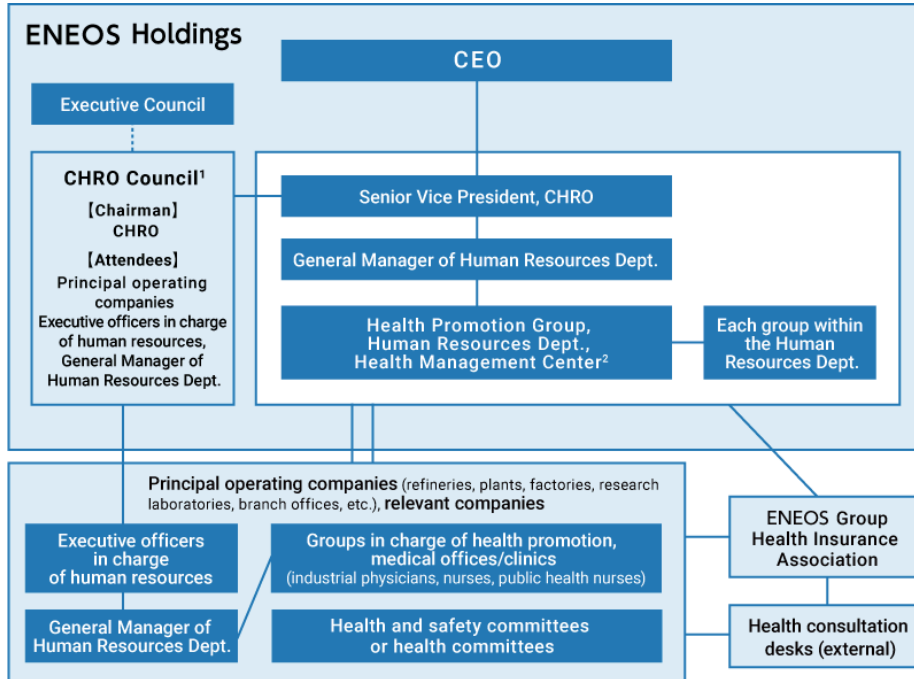 ENEOS Holdings
CEO
Executive Council
CHRO Council¹
【Chairman】
CHRO
【Attendees】
Principal operating
companies
Executive officers in charge
of human resources,
General Manager of
Human Resources Dept.
Senior Vice President, CHRO
General Manager of Human Resources Dept.
Health Promotion Group,
Human Resources Dept.,
Health Management Center²
Each group within
the Human
Resources Dept.
Principal operating companies (refineries, plants, factories, research
laboratories, branch offices, etc.), relevant companies
Executive officers
in charge
of human resources
General Manager of
Human Resources Dept.
Groups in charge of health promotion,
medical offices/clinics
(industrial physicians, nurses, public health nurses)
Health and safety committees
or health committees
ENEOS Group
Health Insurance
Association
Health consultation
desks (external)